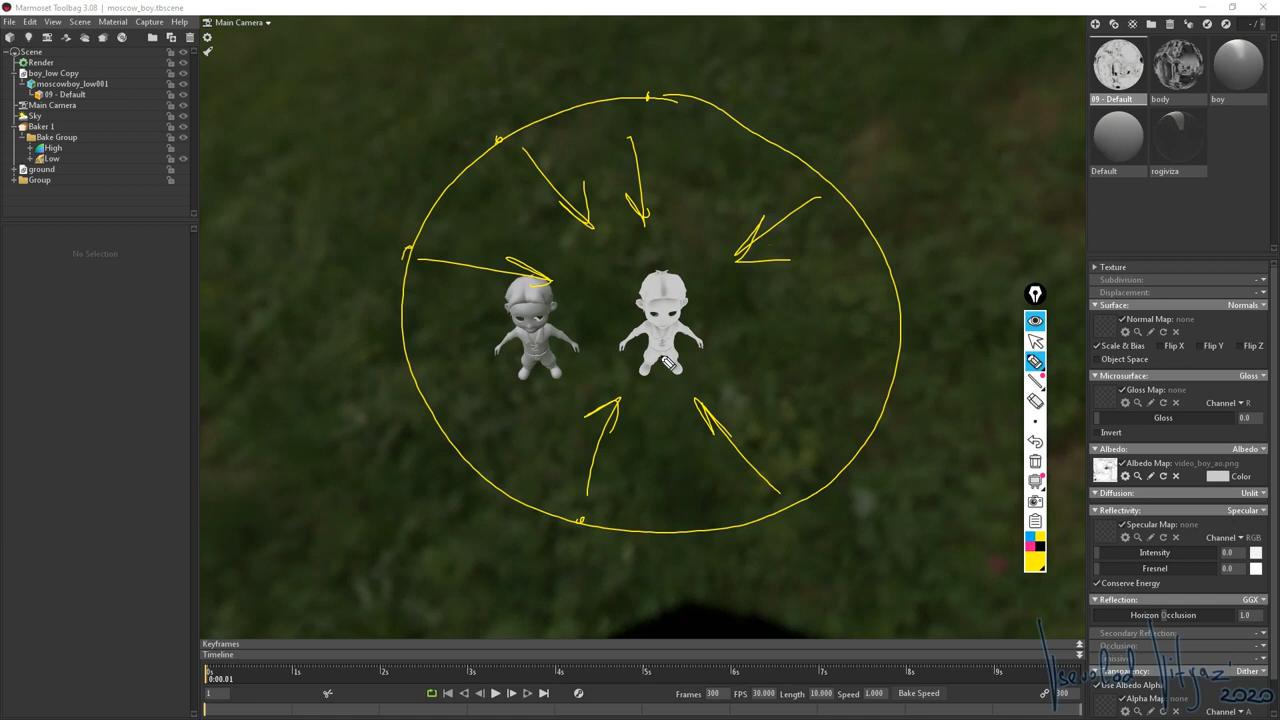 Marmoset Toolbag 3.08 | moscow_boy.tbscene
File Edit View Scene Material Capture Help
Main Camera
Scene
Render
boy_low Copy
moscowboy_low001
09 - Default
Main Camera
Sky
Baker 1
Bake Group
High
Low
ground
Group
No Selection
09 - Default body boy
Default rogiviza
Texture
Subdivision:
Displacement:
Surface: Normals
Normal Map: none
Scale & Bias Flip X Flip Y Flip Z
Object Space
Microsurface: Gloss
Gloss Map: none
Channel R
Gloss 0.0
Invert
Albedo: Albedo
Albedo Map: video_boy_ao.png
Color
Diffusion: Unlit
Reflectivity: Specular
Specular Map: none
Channel RGB
Intensity 0.0
Fresnel 0.0
Conserve Energy
Reflection: GGX
Horizon Occlusion 1.0
Secondary Reflection:
Occlusion:
Transparency: Dither
Use Albedo Alpha
Alpha Map:
Channel A
Keyframes
Timeline
0s 1s 2s 3s 4s 5s 6s 7s 8s 9s
0:00.01
1 Frames 300 FPS 30.000 Length 10.000 Speed 1.000 Bake Speed 300
2020